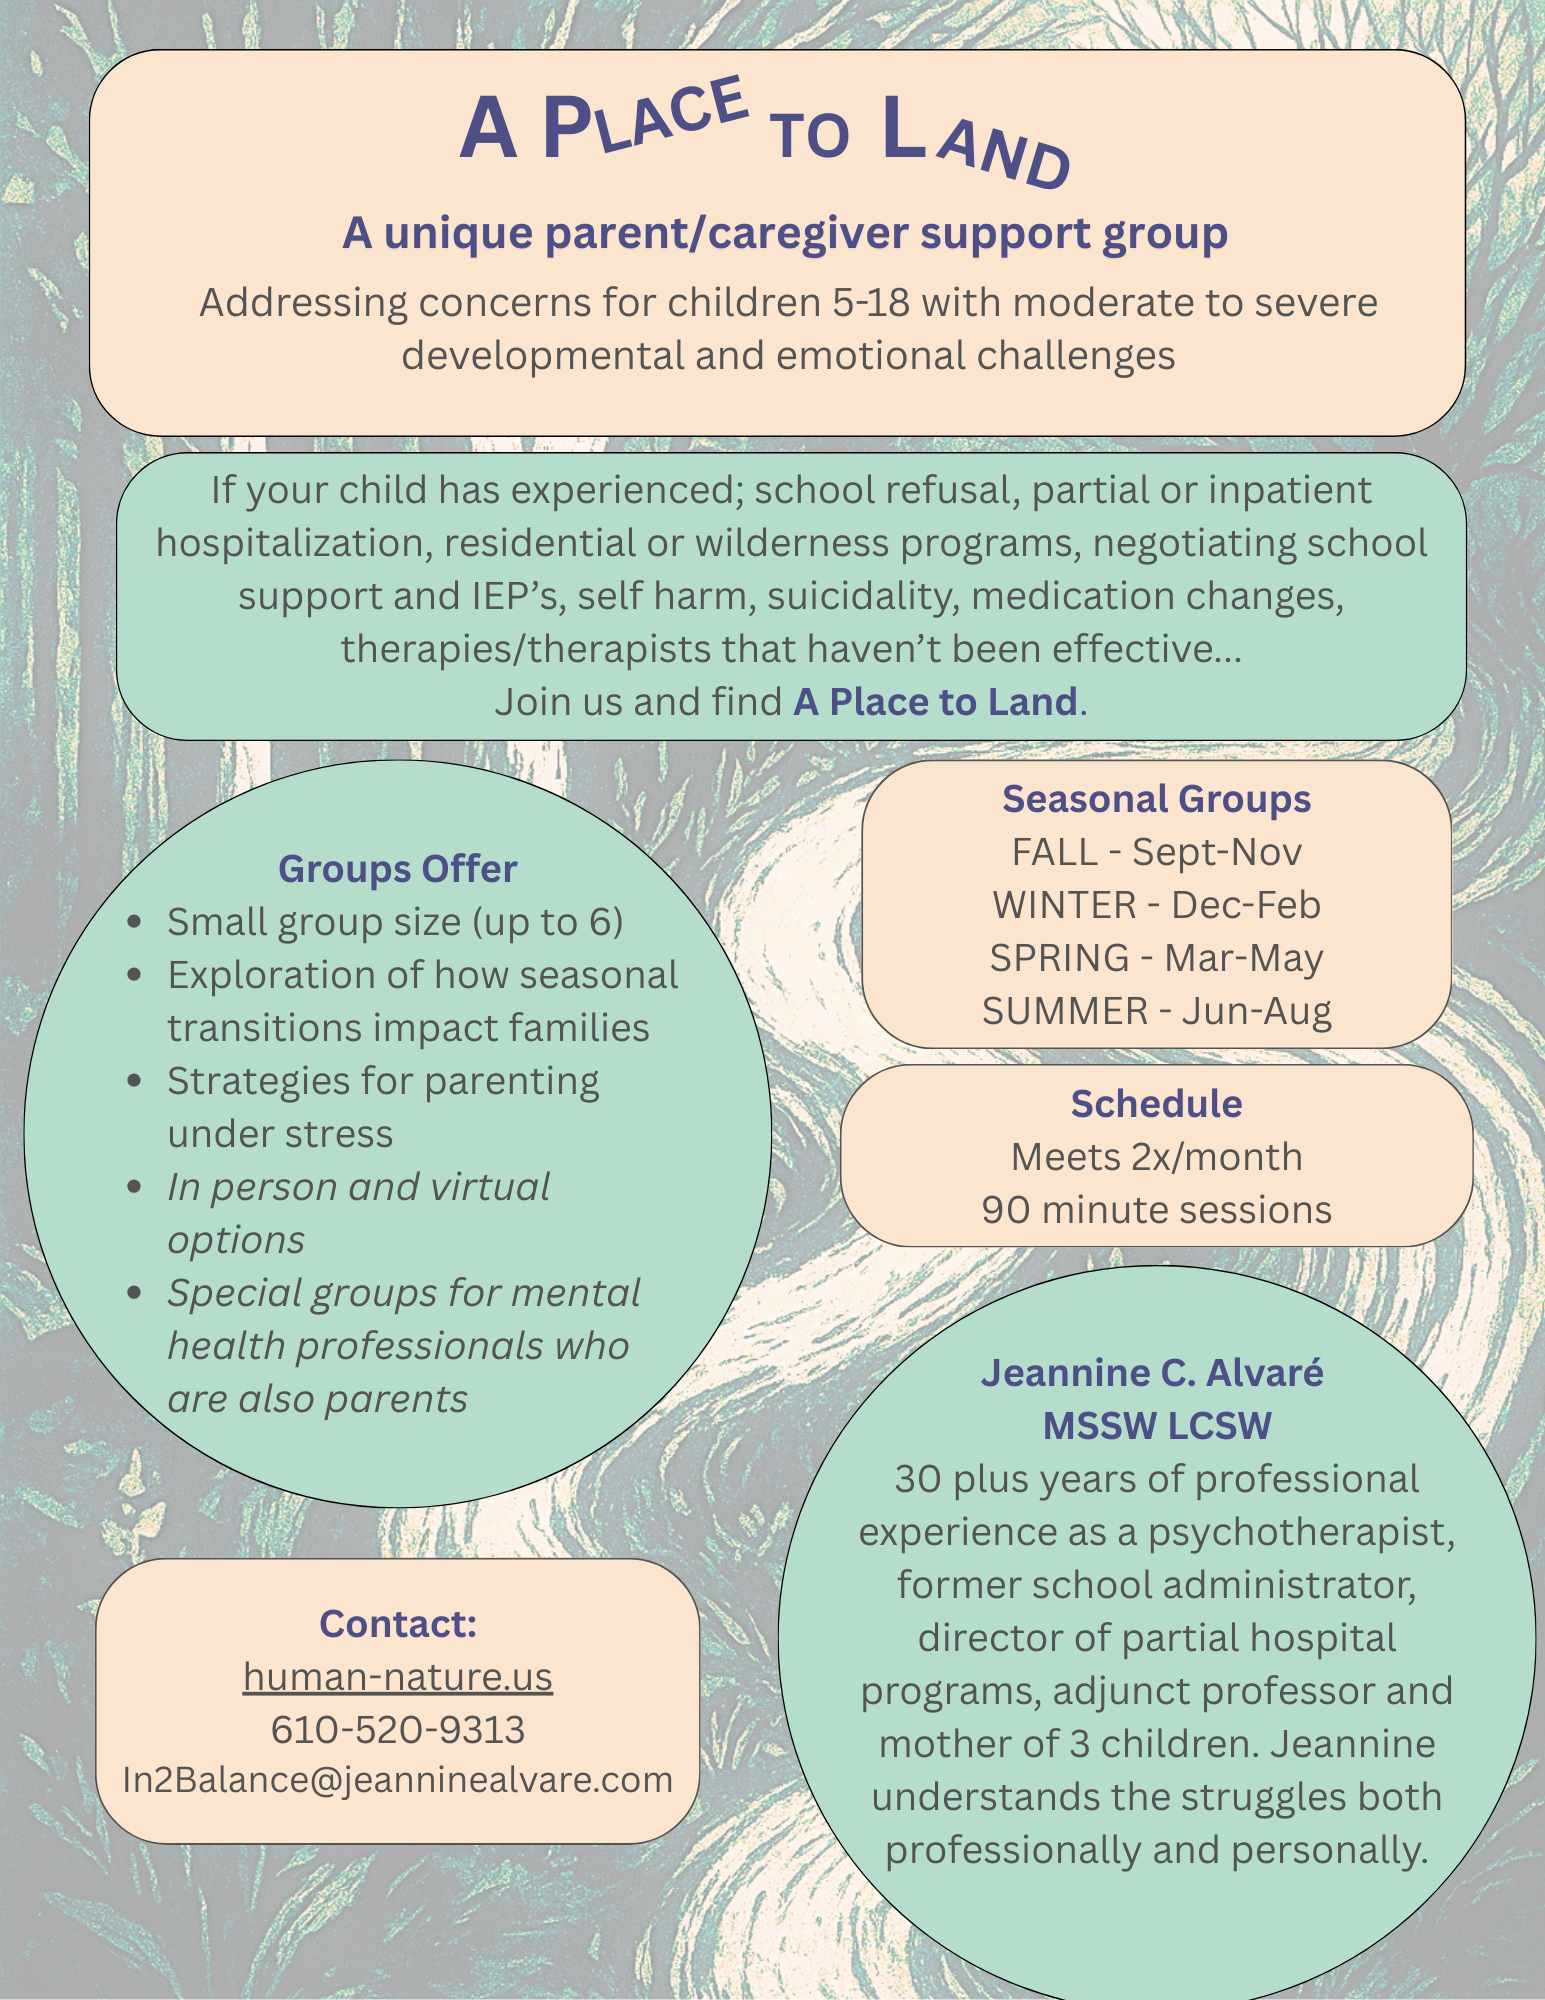 A PLACE TO LAND
A unique parent/caregiver support group
Addressing concerns for children 5-18 with moderate to severe
developmental and emotional challenges
If your child has experienced; school refusal, partial or inpatient
hospitalization, residential or wilderness programs, negotiating school
support and IEP’s, self harm, suicidality, medication changes,
therapies/therapists that haven’t been effective...
Join us and find A Place to Land.
Groups Offer
• Small group size (up to 6)
• Exploration of how seasonal
transitions impact families
• Strategies for parenting
under stress
• In person and virtual
options
• Special groups for mental
health professionals who
are also parents
Seasonal Groups
FALL - Sept-Nov
WINTER - Dec-Feb
SPRING - Mar-May
SUMMER - Jun-Aug
Schedule
Meets 2x/month
90 minute sessions
Jeannine C. Alvaré
MSSW LCSW
30 plus years of professional
experience as a psychotherapist,
former school administrator,
director of partial hospital
programs, adjunct professor and
mother of 3 children. Jeannine
understands the struggles both
professionally and personally.
Contact:
human-nature.us
610-520-9313
In2Balance@jeanninealvare.com